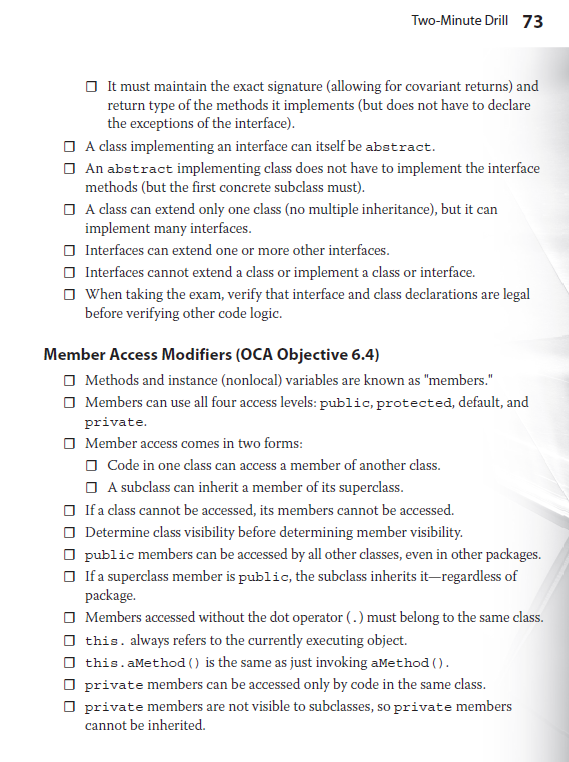 Two-Minute Drill 73
☐ It must maintain the exact signature (allowing for covariant returns) and
return type of the methods it implements (but does not have to declare
the exceptions of the interface).
☐ A class implementing an interface can itself be abstract.
☐ An abstract implementing class does not have to implement the interface
methods (but the first concrete subclass must).
☐ A class can extend only one class (no multiple inheritance), but it can
implement many interfaces.
☐ Interfaces can extend one or more other interfaces.
☐ Interfaces cannot extend a class or implement a class or interface.
☐ When taking the exam, verify that interface and class declarations are legal
before verifying other code logic.
Member Access Modifiers (OCA Objective 6.4)
☐ Methods and instance (nonlocal) variables are known as "members."
☐ Members can use all four access levels: public, protected, default, and
private.
☐ Member access comes in two forms:
☐ Code in one class can access a member of another class.
☐ A subclass can inherit a member of its superclass.
☐ If a class cannot be accessed, its members cannot be accessed.
☐ Determine class visibility before determining member visibility.
☐ public members can be accessed by all other classes, even in other packages.
☐ If a superclass member is public, the subclass inherits it—regardless of
package.
☐ Members accessed without the dot operator (.) must belong to the same class.
☐ this. always refers to the currently executing object.
☐ this.aMethod() is the same as just invoking aMethod().
☐ private members can be accessed only by code in the same class.
☐ private members are not visible to subclasses, so private members
cannot be inherited.